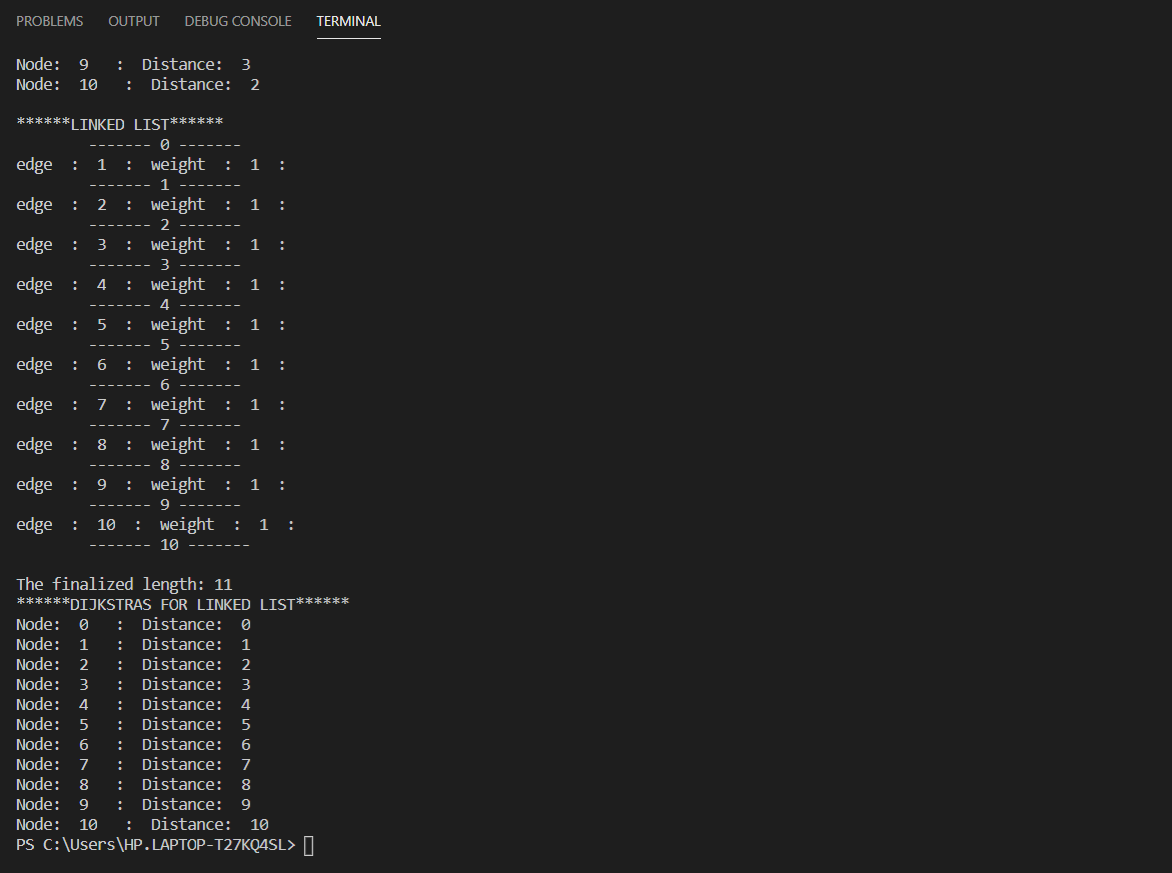 PROBLEMS OUTPUT DEBUG CONSOLE TERMINAL
Node:  9   :  Distance:  3
Node:  10   :  Distance:  2
******LINKED LIST******
------- 0 -------
edge  :  1  :  weight  :  1  :
------- 1 -------
edge  :  2  :  weight  :  1  :
------- 2 -------
edge  :  3  :  weight  :  1  :
------- 3 -------
edge  :  4  :  weight  :  1  :
------- 4 -------
edge  :  5  :  weight  :  1  :
------- 5 -------
edge  :  6  :  weight  :  1  :
------- 6 -------
edge  :  7  :  weight  :  1  :
------- 7 -------
edge  :  8  :  weight  :  1  :
------- 8 -------
edge  :  9  :  weight  :  1  :
------- 9 -------
edge  :  10  :  weight  :  1  :
------- 10 -------
The finalized length: 11
******DIJKSTRAS FOR LINKED LIST******
Node:  0   :  Distance:  0
Node:  1   :  Distance:  1
Node:  2   :  Distance:  2
Node:  3   :  Distance:  3
Node:  4   :  Distance:  4
Node:  5   :  Distance:  5
Node:  6   :  Distance:  6
Node:  7   :  Distance:  7
Node:  8   :  Distance:  8
Node:  9   :  Distance:  9
Node:  10   :  Distance:  10
PS C:\Users\HP.LAPTOP-T27KQ4SL>